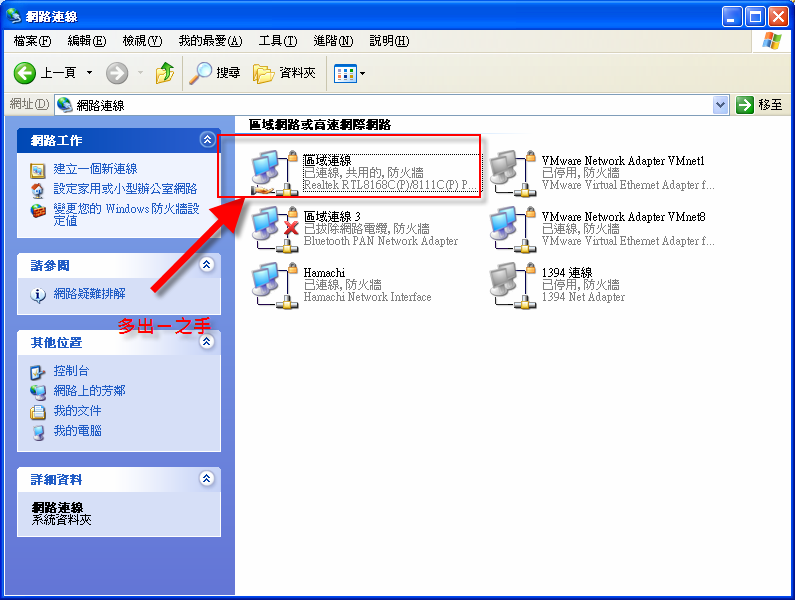 網路連線
檔案(F) 編輯(E) 檢視(V) 我的最愛(A) 工具(T) 進階(N) 說明(H)
上一頁 搜尋 資料夾
網址(D) 網路連線 移至
網路工作
建立一個新連線
設定家用或小型辦公室網路
變更您的 Windows 防火牆設
定值
請參閱
網路疑難排解
多出一之手
其他位置
控制台
網路上的芳鄰
我的文件
我的電腦
詳細資料
網路連線
系統資料夾
區域網路或高速網際網路
區域連線
已連線, 共用的, 防火牆
Realtek RTL8168C(P)/8111C(P) P...
VMware Network Adapter VMnet1
已停用, 防火牆
VMware Virtual Ethernet Adapter f...
區域連線 3
已拔除網路電纜, 防火牆
Bluetooth PAN Network Adapter
VMware Network Adapter VMnet8
已連線, 防火牆
VMware Virtual Ethernet Adapter f...
Hamachi
已連線, 防火牆
Hamachi Network Interface
1394 連線
已停用, 防火牆
1394 Net Adapter